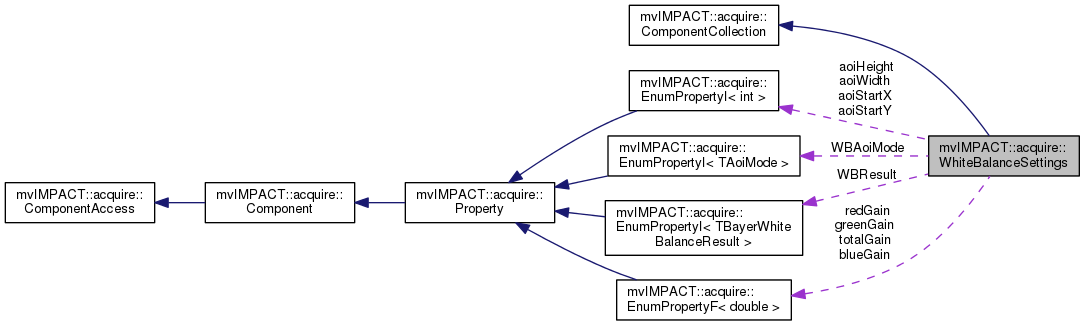 mvIMPACT::acquire::
ComponentCollection
mvIMPACT::acquire::
EnumPropertyI< int >
aoiHeight
aoiWidth
aoiStartX
aoiStartY
mvIMPACT::acquire::
EnumPropertyI< TAoiMode >
WBAoiMode
mvIMPACT::acquire::
WhiteBalanceSettings
WBResult
mvIMPACT::acquire::
ComponentAccess
mvIMPACT::acquire::
Component
mvIMPACT::acquire::
Property
mvIMPACT::acquire::
EnumPropertyI< TBayerWhite
BalanceResult >
redGain
greenGain
totalGain
blueGain
mvIMPACT::acquire::
EnumPropertyF< double >